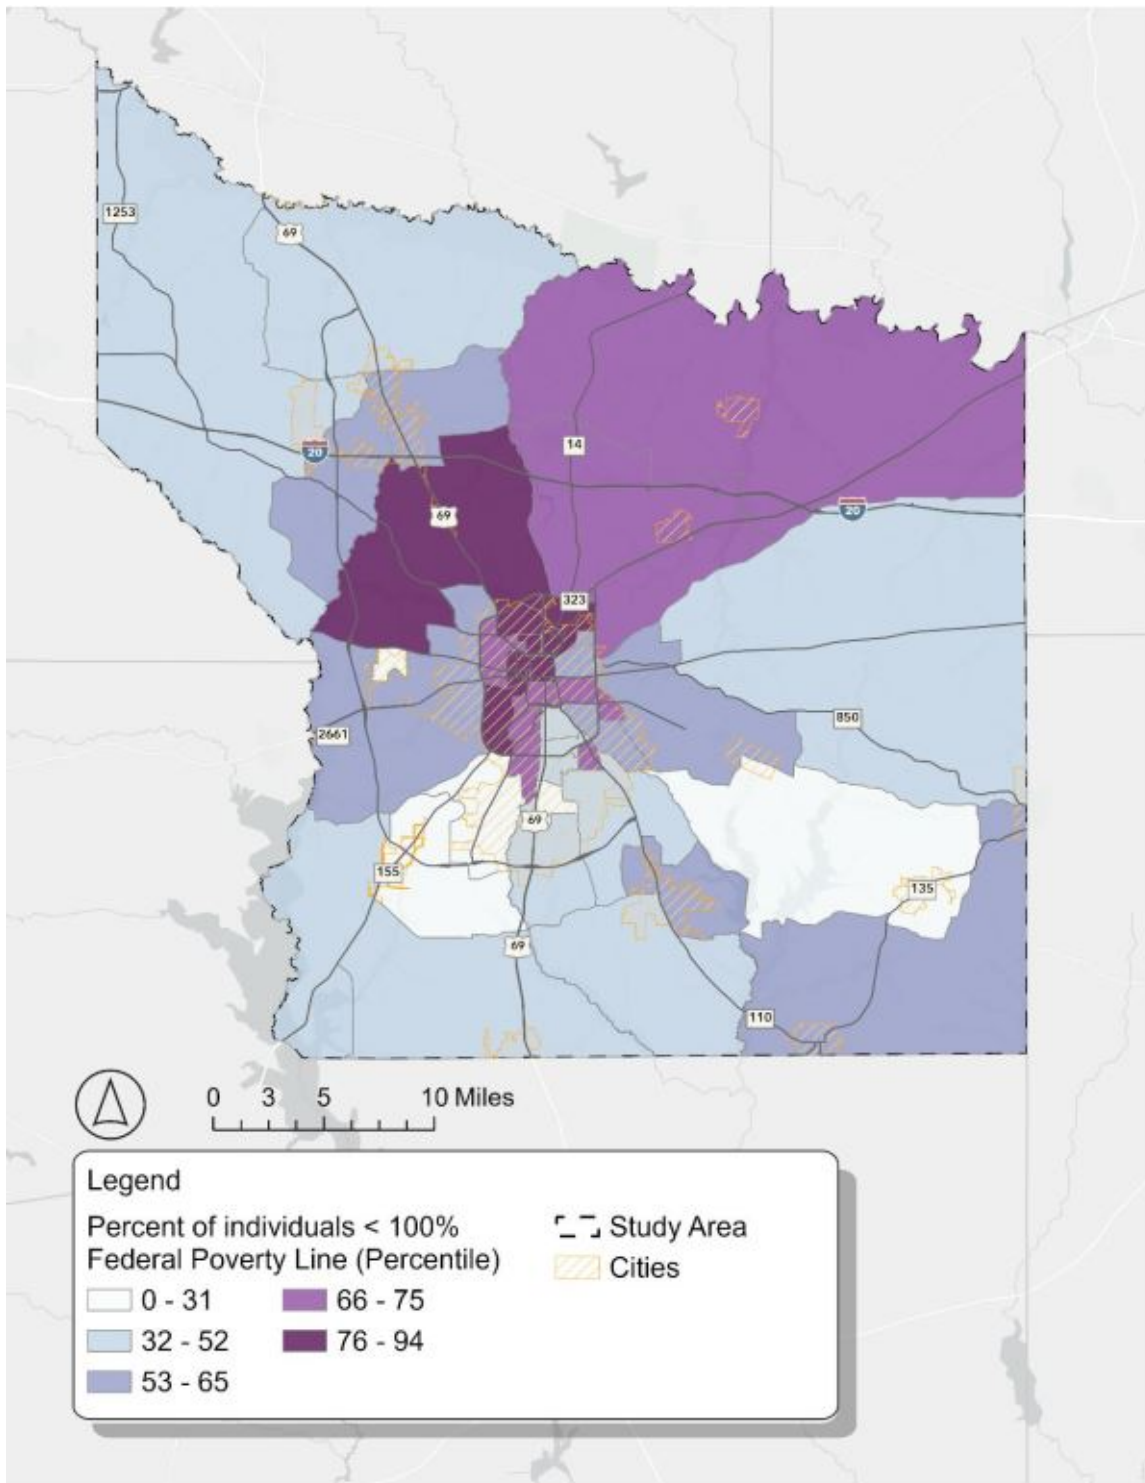 1253
69
20
14
69
20
323
850
2661
69
155
135
69
110
0 3 5 10 Miles
Legend
Percent of individuals < 100%
Federal Poverty Line (Percentile)
0 - 31
32 - 52
53 - 65
66 - 75
76 - 94
Study Area
Cities